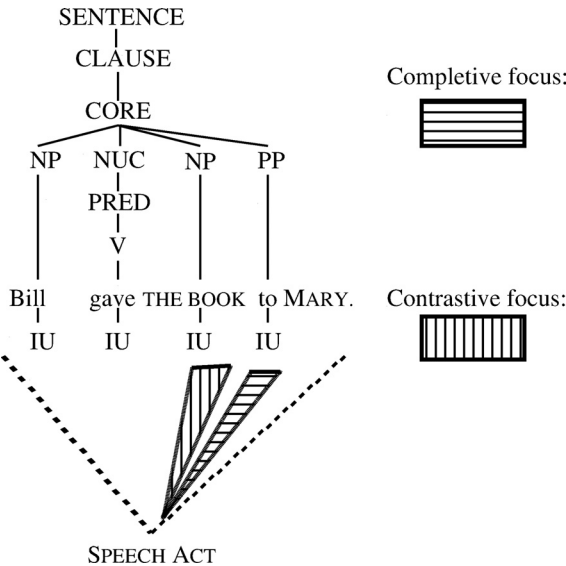 SENTENCE
CLAUSE
CORE
NP NUC NP PP
PRED
V
Bill gave THE BOOK to MARY.
IU IU IU IU
SPEECH ACT
Completive focus:
Contrastive focus: